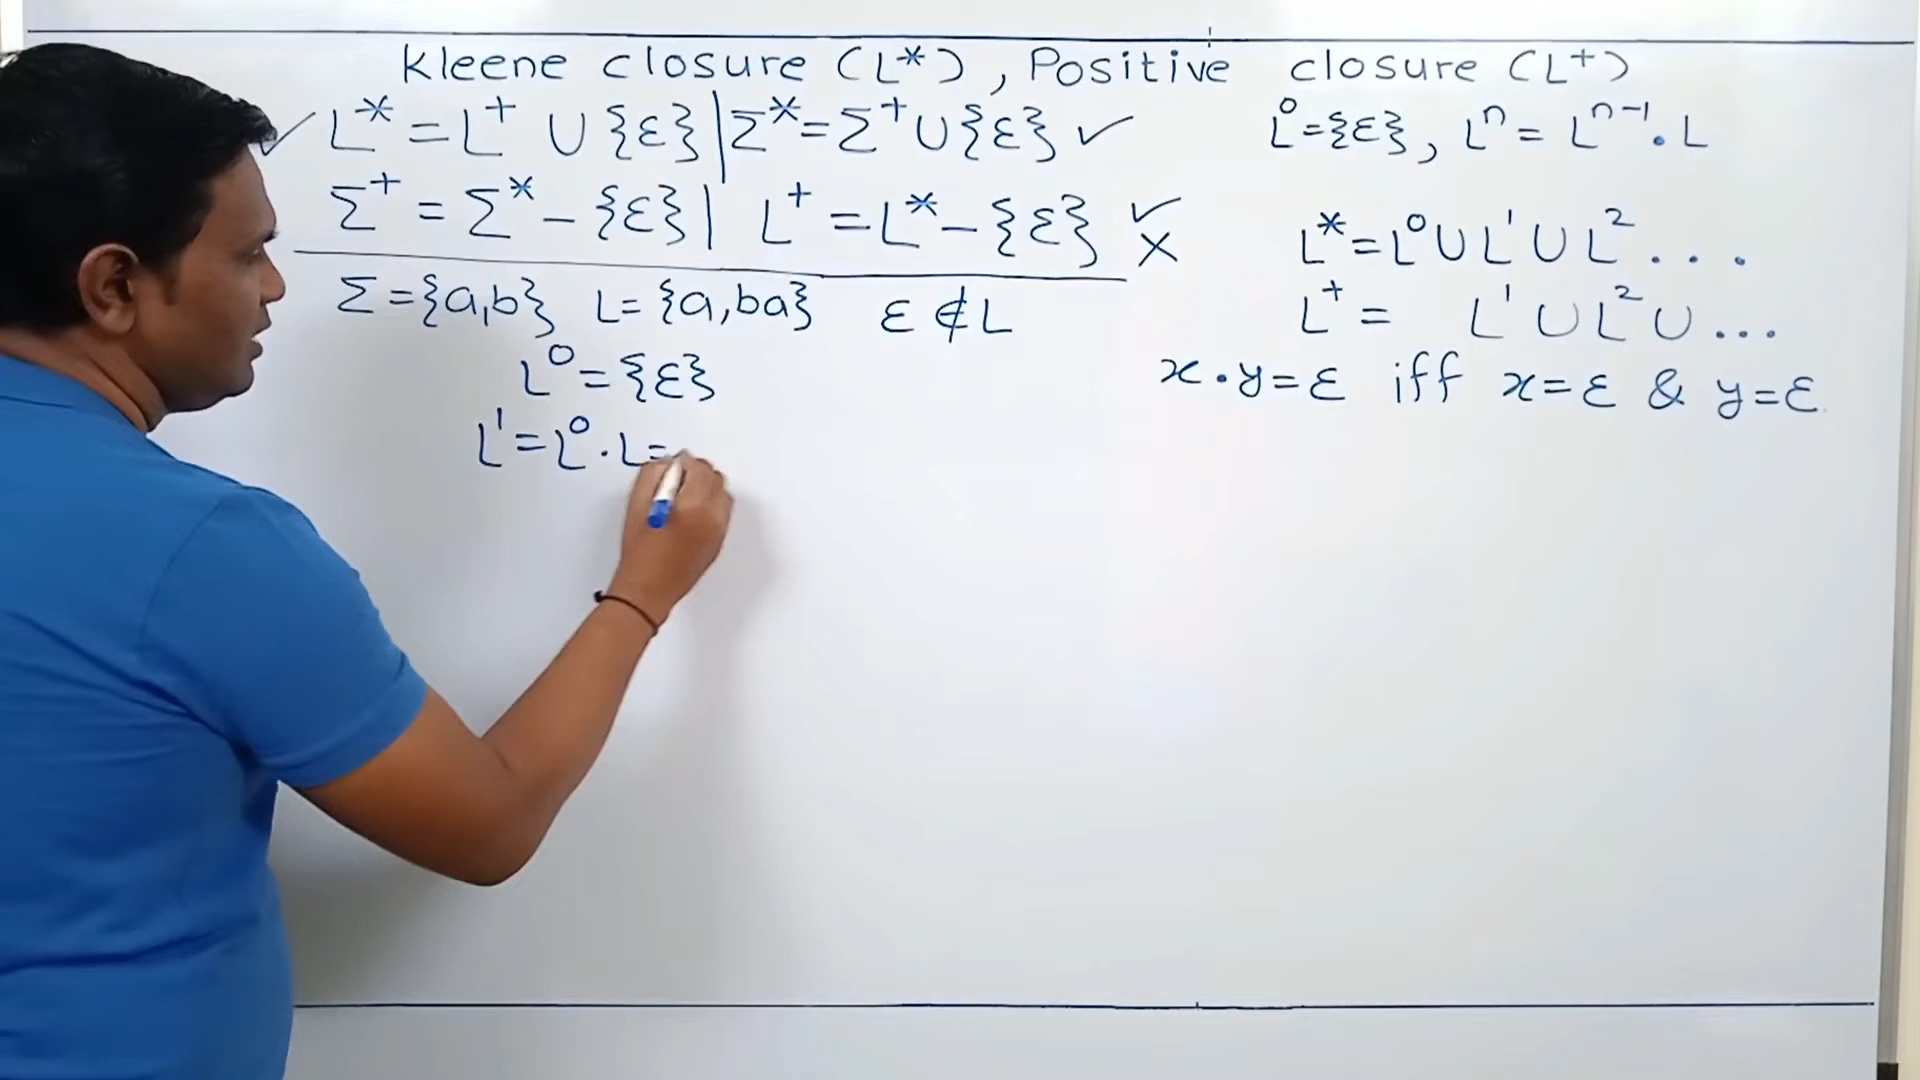 Kleene closure (L*), Positive closure (L⁺)
✓ L* = L⁺ ∪ {ε} | Σ* = Σ⁺ ∪ {ε} ✓
L⁰={ε}, Lⁿ = Lⁿ⁻¹ . L
Σ⁺ = Σ* – {ε} | L⁺ = L* – {ε} ✓ ✗
L* = L⁰ ∪ L¹ ∪ L² . . . .
Σ = {a,b} L= {a,ba} ε ∉ L
L⁺ = L¹ ∪ L² ∪ ...
L⁰ = {ε}
x . y = ε iff x = ε & y = ε
L¹ = L⁰ . L =